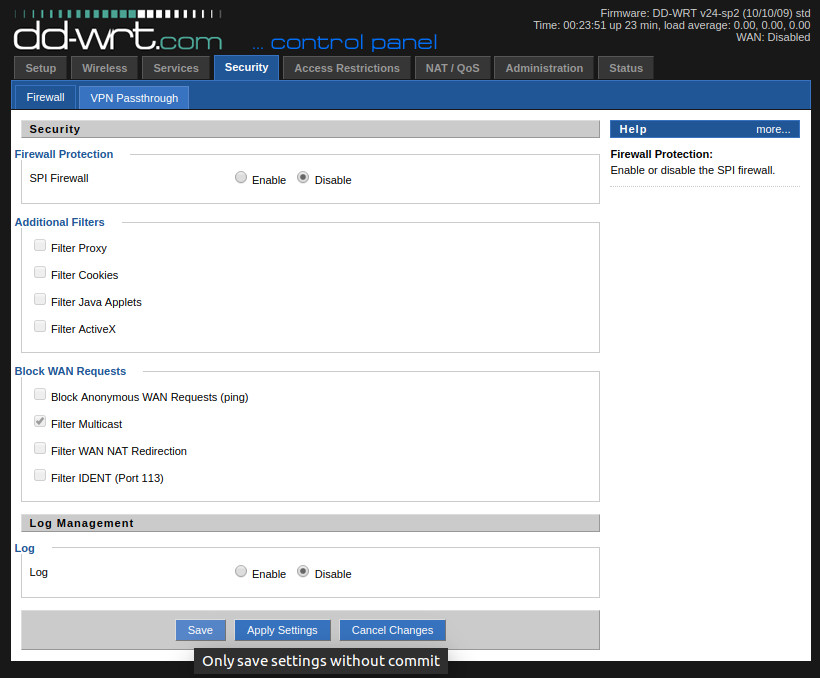 Firmware: DD-WRT v24-sp2 (10/10/09) std
Time: 00:23:51 up 23 min, load average: 0.00, 0.00, 0.00
WAN: Disabled
dd-wrt.com ... control panel
Setup Wireless Services Security Access Restrictions NAT / QoS Administration Status
Firewall VPN Passthrough
Security
Firewall Protection
SPI Firewall Enable Disable
Additional Filters
Filter Proxy
Filter Cookies
Filter Java Applets
Filter ActiveX
Block WAN Requests
Block Anonymous WAN Requests (ping)
Filter Multicast
Filter WAN NAT Redirection
Filter IDENT (Port 113)
Log Management
Log
Log Enable Disable
Save Apply Settings Cancel Changes
Only save settings without commit
Help more...
Firewall Protection:
Enable or disable the SPI firewall.